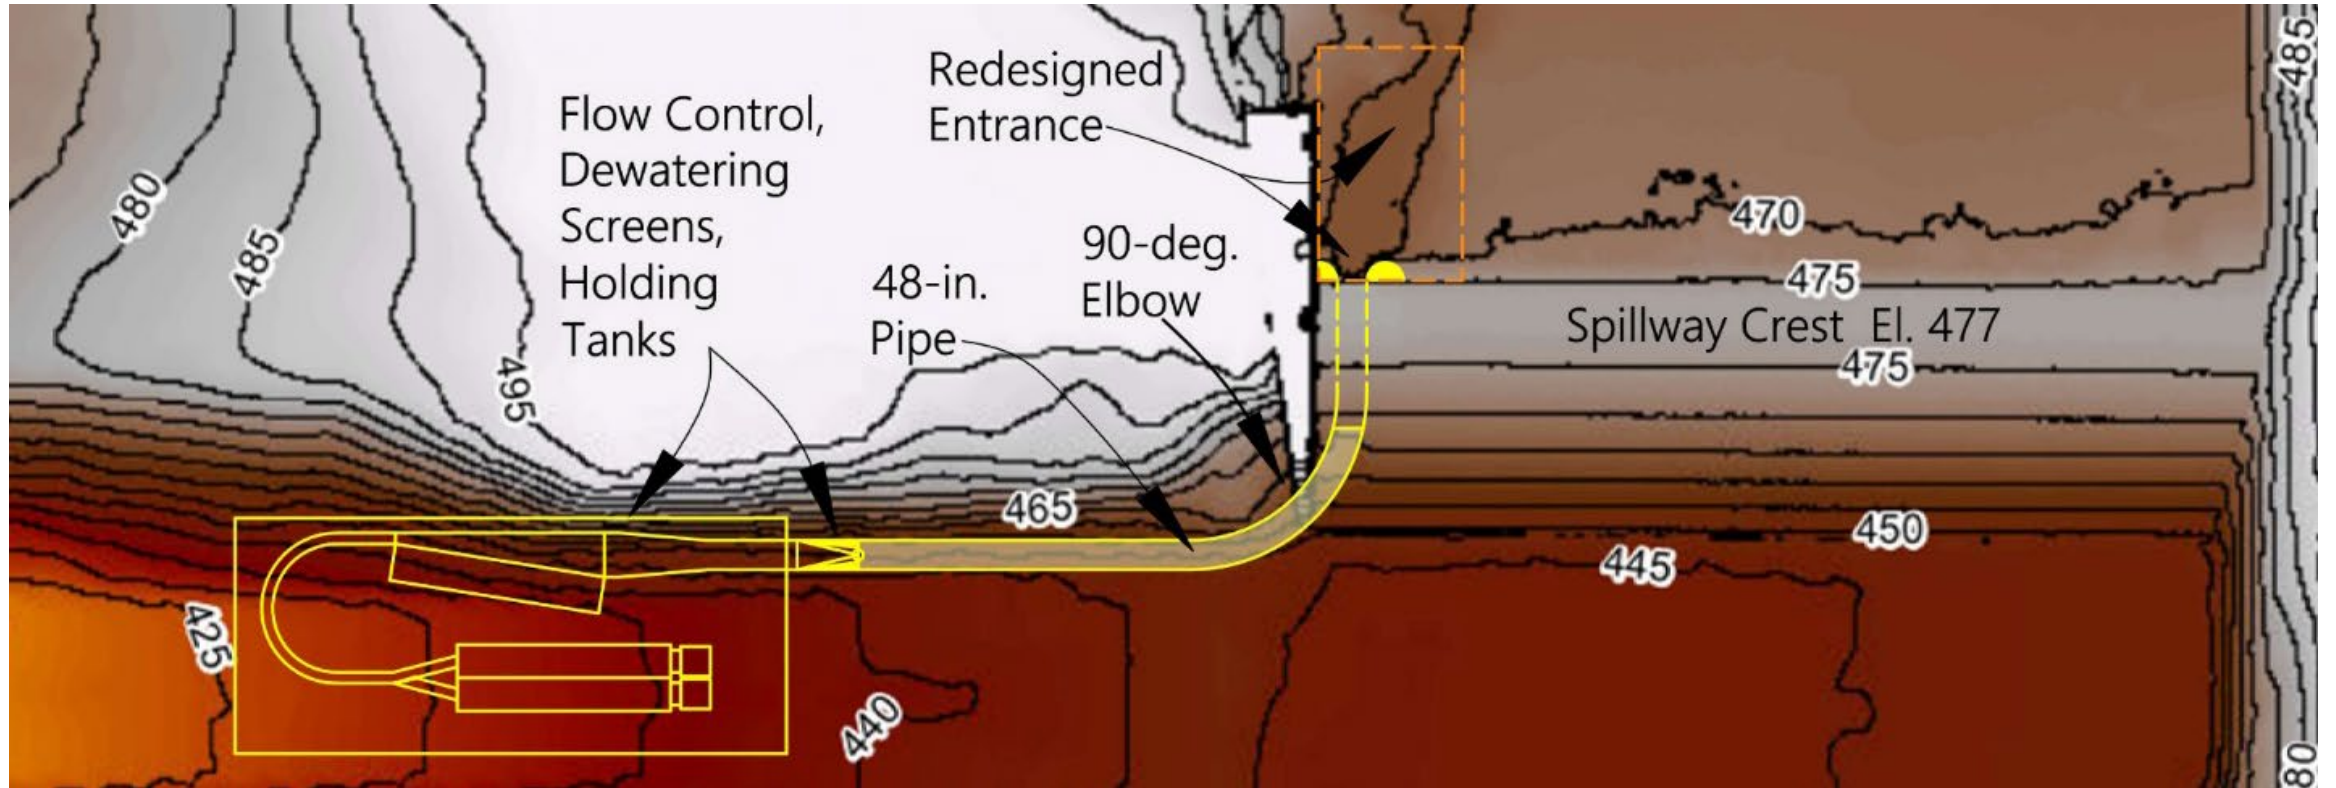 485
Redesigned
Entrance
Flow Control,
Dewatering
Screens,
Holding
Tanks
480
485
470
90-deg.
Elbow
475
48-in.
Pipe
Spillway Crest El. 477
475
495
465
450
445
425
440
80